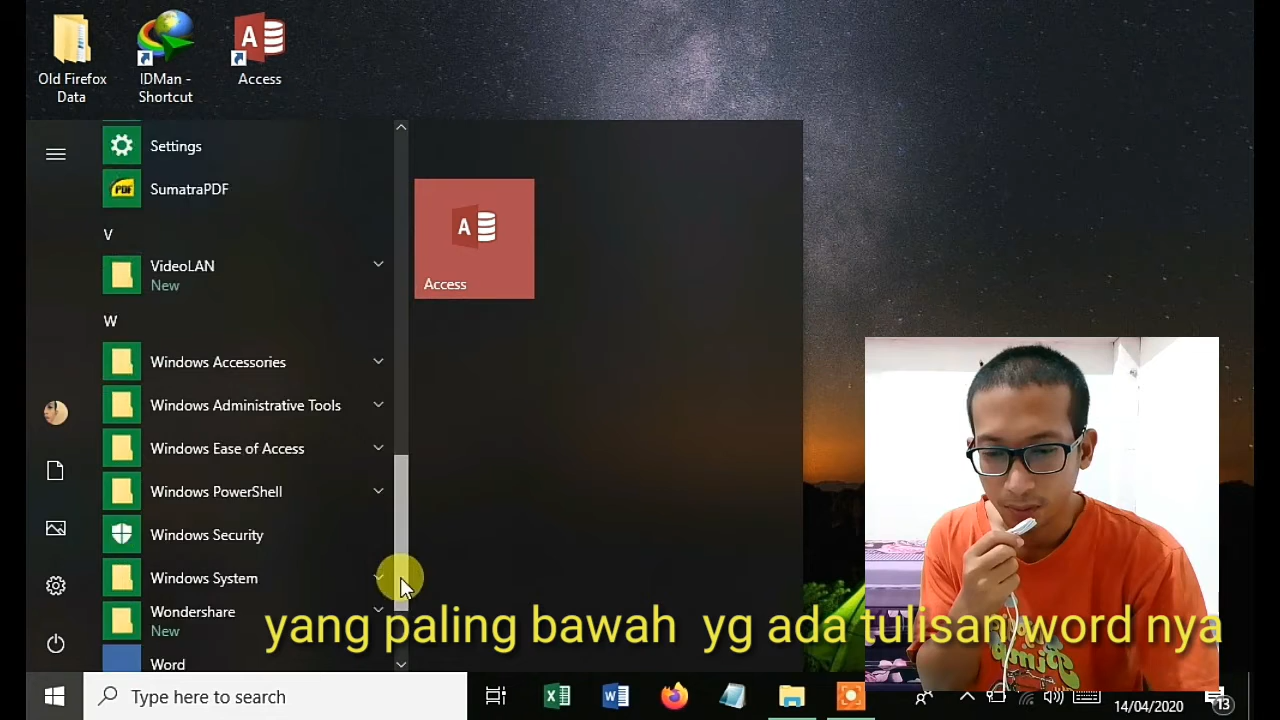 Old Firefox
Data
IDMan -
Shortcut
Access
Settings
PDF
SumatraPDF
V
VideoLAN
New
A
Access
W
Windows Accessories
Windows Administrative Tools
Windows Ease of Access
Windows PowerShell
Windows Security
Windows System
Wondershare
New
Word
yang paling bawah yg ada tulisan word nya
Type here to search
14/04/2020
13